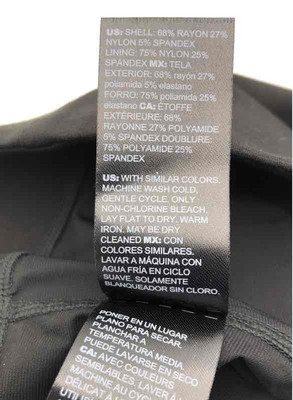 US: SHELL: 68% RAYON 27%
NYLON 5% SPANDEX
LINING: 75% NYLON 25%
SPANDEX MX: TELA
EXTERIOR: 68% rayón 27%
poliamida 5% elastano
FORRO: 75% poliamida 25%
elastano CA: ÉTOFFE
EXTÉRIEURE: 68%
RAYONNE 27% POLYAMIDE
5% SPANDEX DOUBLURE:
75% POLYAMIDE 25%
SPANDEX
US: WITH SIMILAR COLORS.
MACHINE WASH COLD,
GENTLE CYCLE. ONLY
NON-CHLORINE BLEACH.
LAY FLAT TO DRY. WARM
IRON. MAY BE DRY
CLEANED MX: CON
COLORES SIMILARES.
LAVAR A MÁQUINA CON
AGUA FRÍA EN CICLO
SUAVE. SOLAMENTE
BLANQUEADOR SIN CLORO.
PONER EN UN LUGAR
PLANO PARA SECAR.
PLANCHAR A
TEMPERATURA MEDIA.
PUEDE LAVARSE EN SECO
CA: AVEC COULEURS
SIMILAIRES. LAVER À LA
MACHINE AU CYCLE
DÉLICAT À